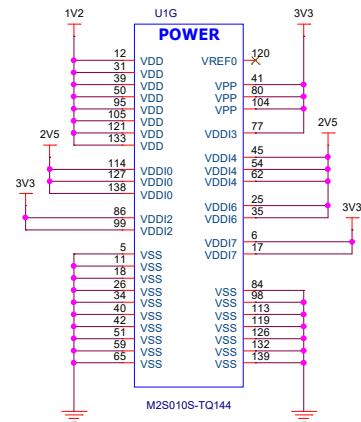 1V2 U1G 3V3
POWER
12 VDD VREF0 120
31 VDD
39 VDD VPP 41
50 VDD VPP 80
95 VDD VPP 104
105 VDD
121 VDD VDDI3 77
133 VDD
2V5 2V5
VDDI4 45
114 VDDI0 VDDI4 54
127 VDDI0 VDDI4 62
138 VDDI0
3V3 VDDI6 25
86 VDDI2 VDDI6 35
99 VDDI2 3V3
VDDI7 6
5 VSS VDDI7 17
11 VSS
18 VSS
26 VSS VSS 84
34 VSS VSS 98
40 VSS VSS 113
42 VSS VSS 119
51 VSS VSS 126
59 VSS VSS 132
65 VSS VSS 139
M2S010S-TQ144